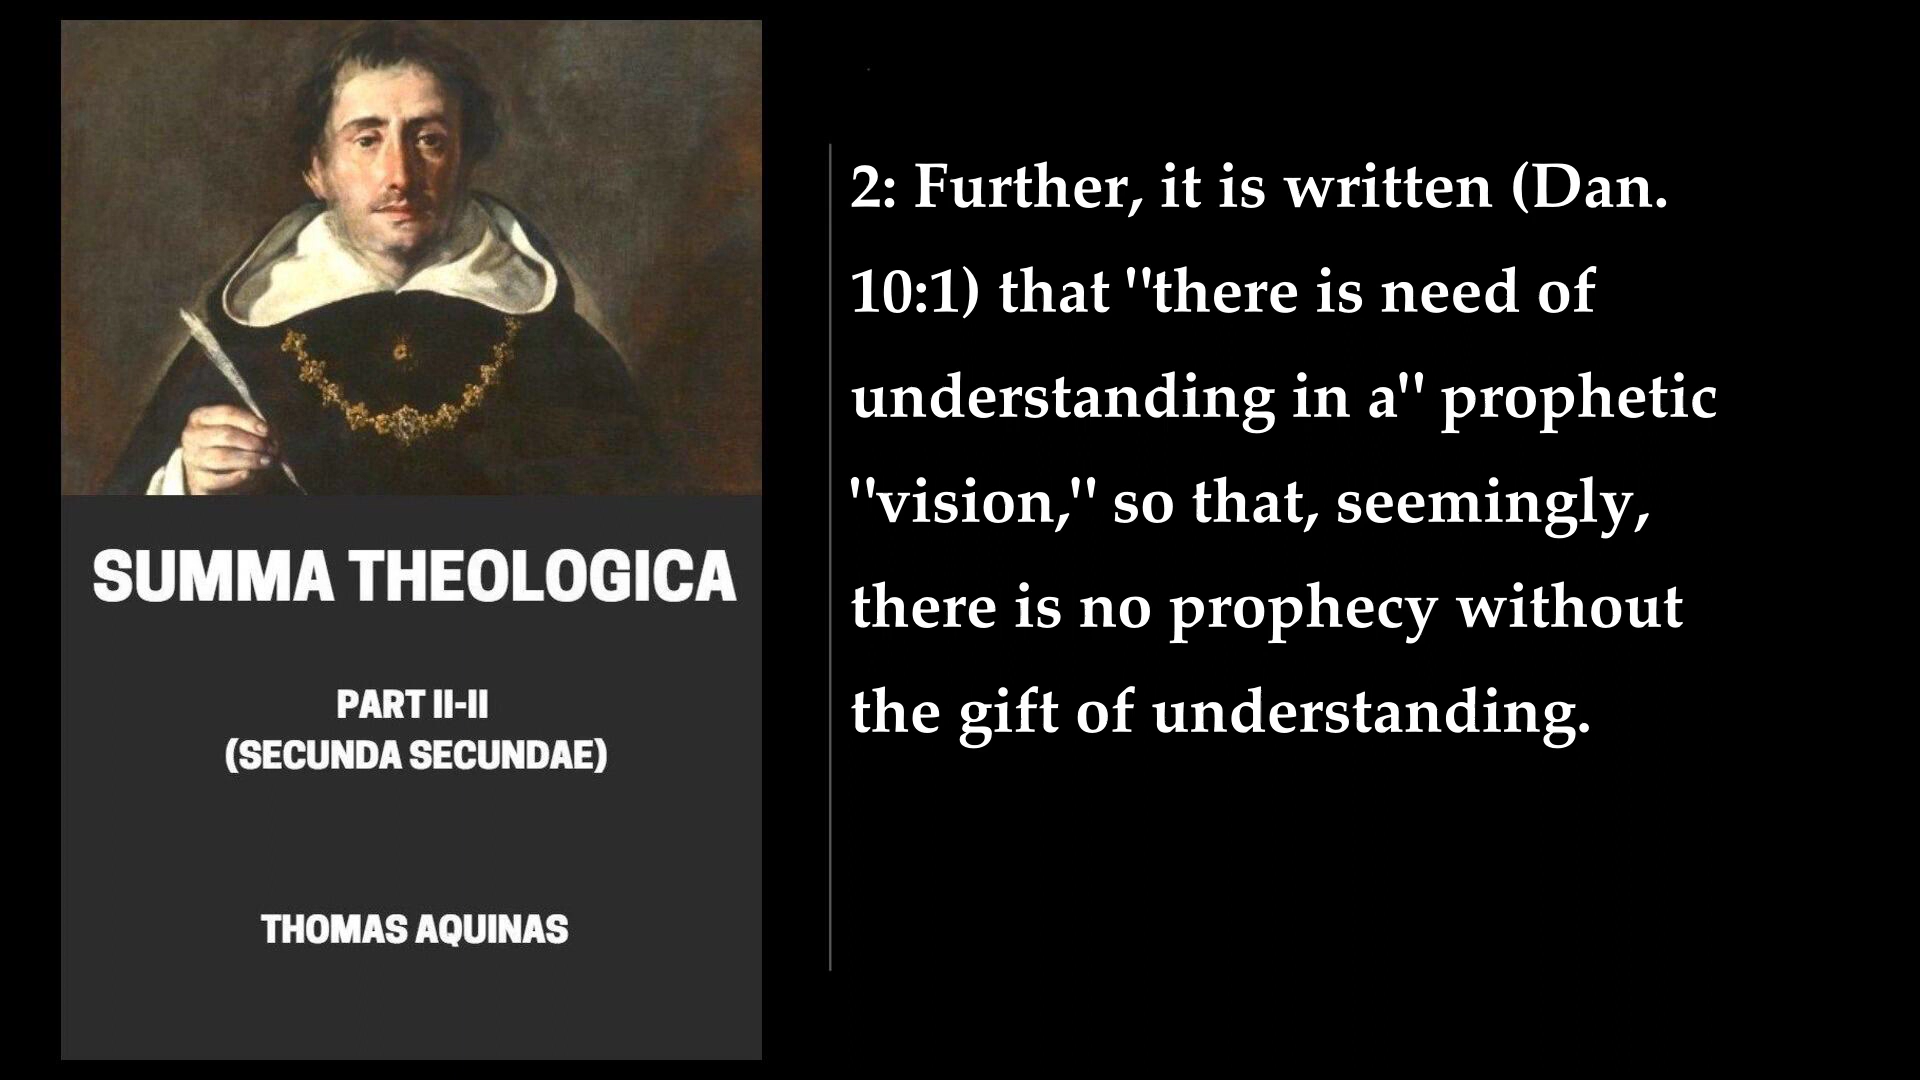 SUMMA THEOLOGICA
PART II-II
(SECUNDA SECUNDAE)
THOMAS AQUINAS
2: Further, it is written (Dan.
10:1) that "there is need of
understanding in a" prophetic
"vision," so that, seemingly,
there is no prophecy without
the gift of understanding.